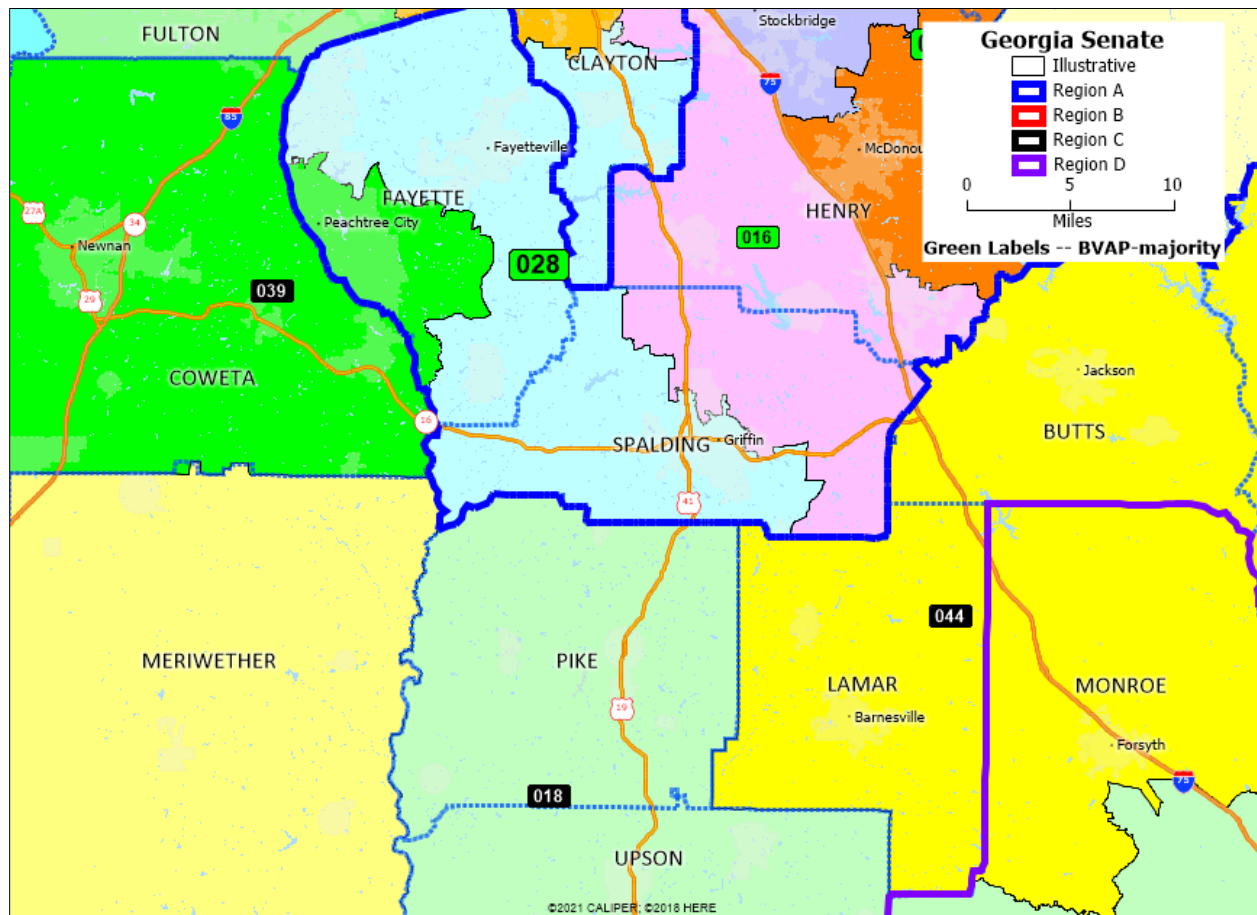 FULTON
Stockbridge
CLAYTON
75
Georgia Senate
Illustrative
Region A
Region B
Region C
Region D
0 5 10
Miles
Green Labels -- BVAP-majority
85
Fayetteville
McDonou
FAYETTE
HENRY
27A
34
Peachtree City
Newnan
016
028
29
039
COWETA
Jackson
16
SPALDING
Griffin
BUTTS
41
044
MERIWETHER
PIKE
LAMAR
MONROE
19
Barnesville
Forsyth
75
018
UPSON
©2021 CALIPER; ©2018 HERE